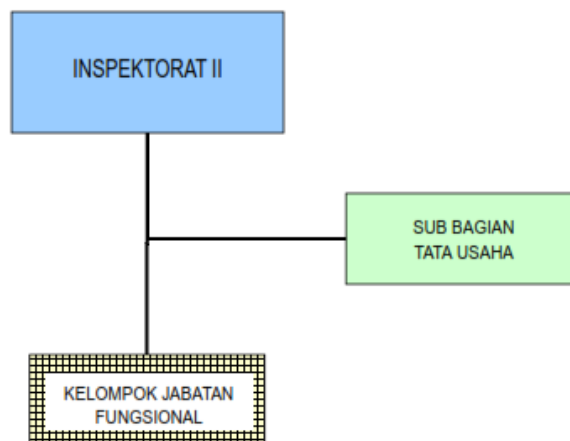 INSPEKTORAT II
SUB BAGIAN
TATA USAHA
KELOMPOK JABATAN
FUNGSIONAL